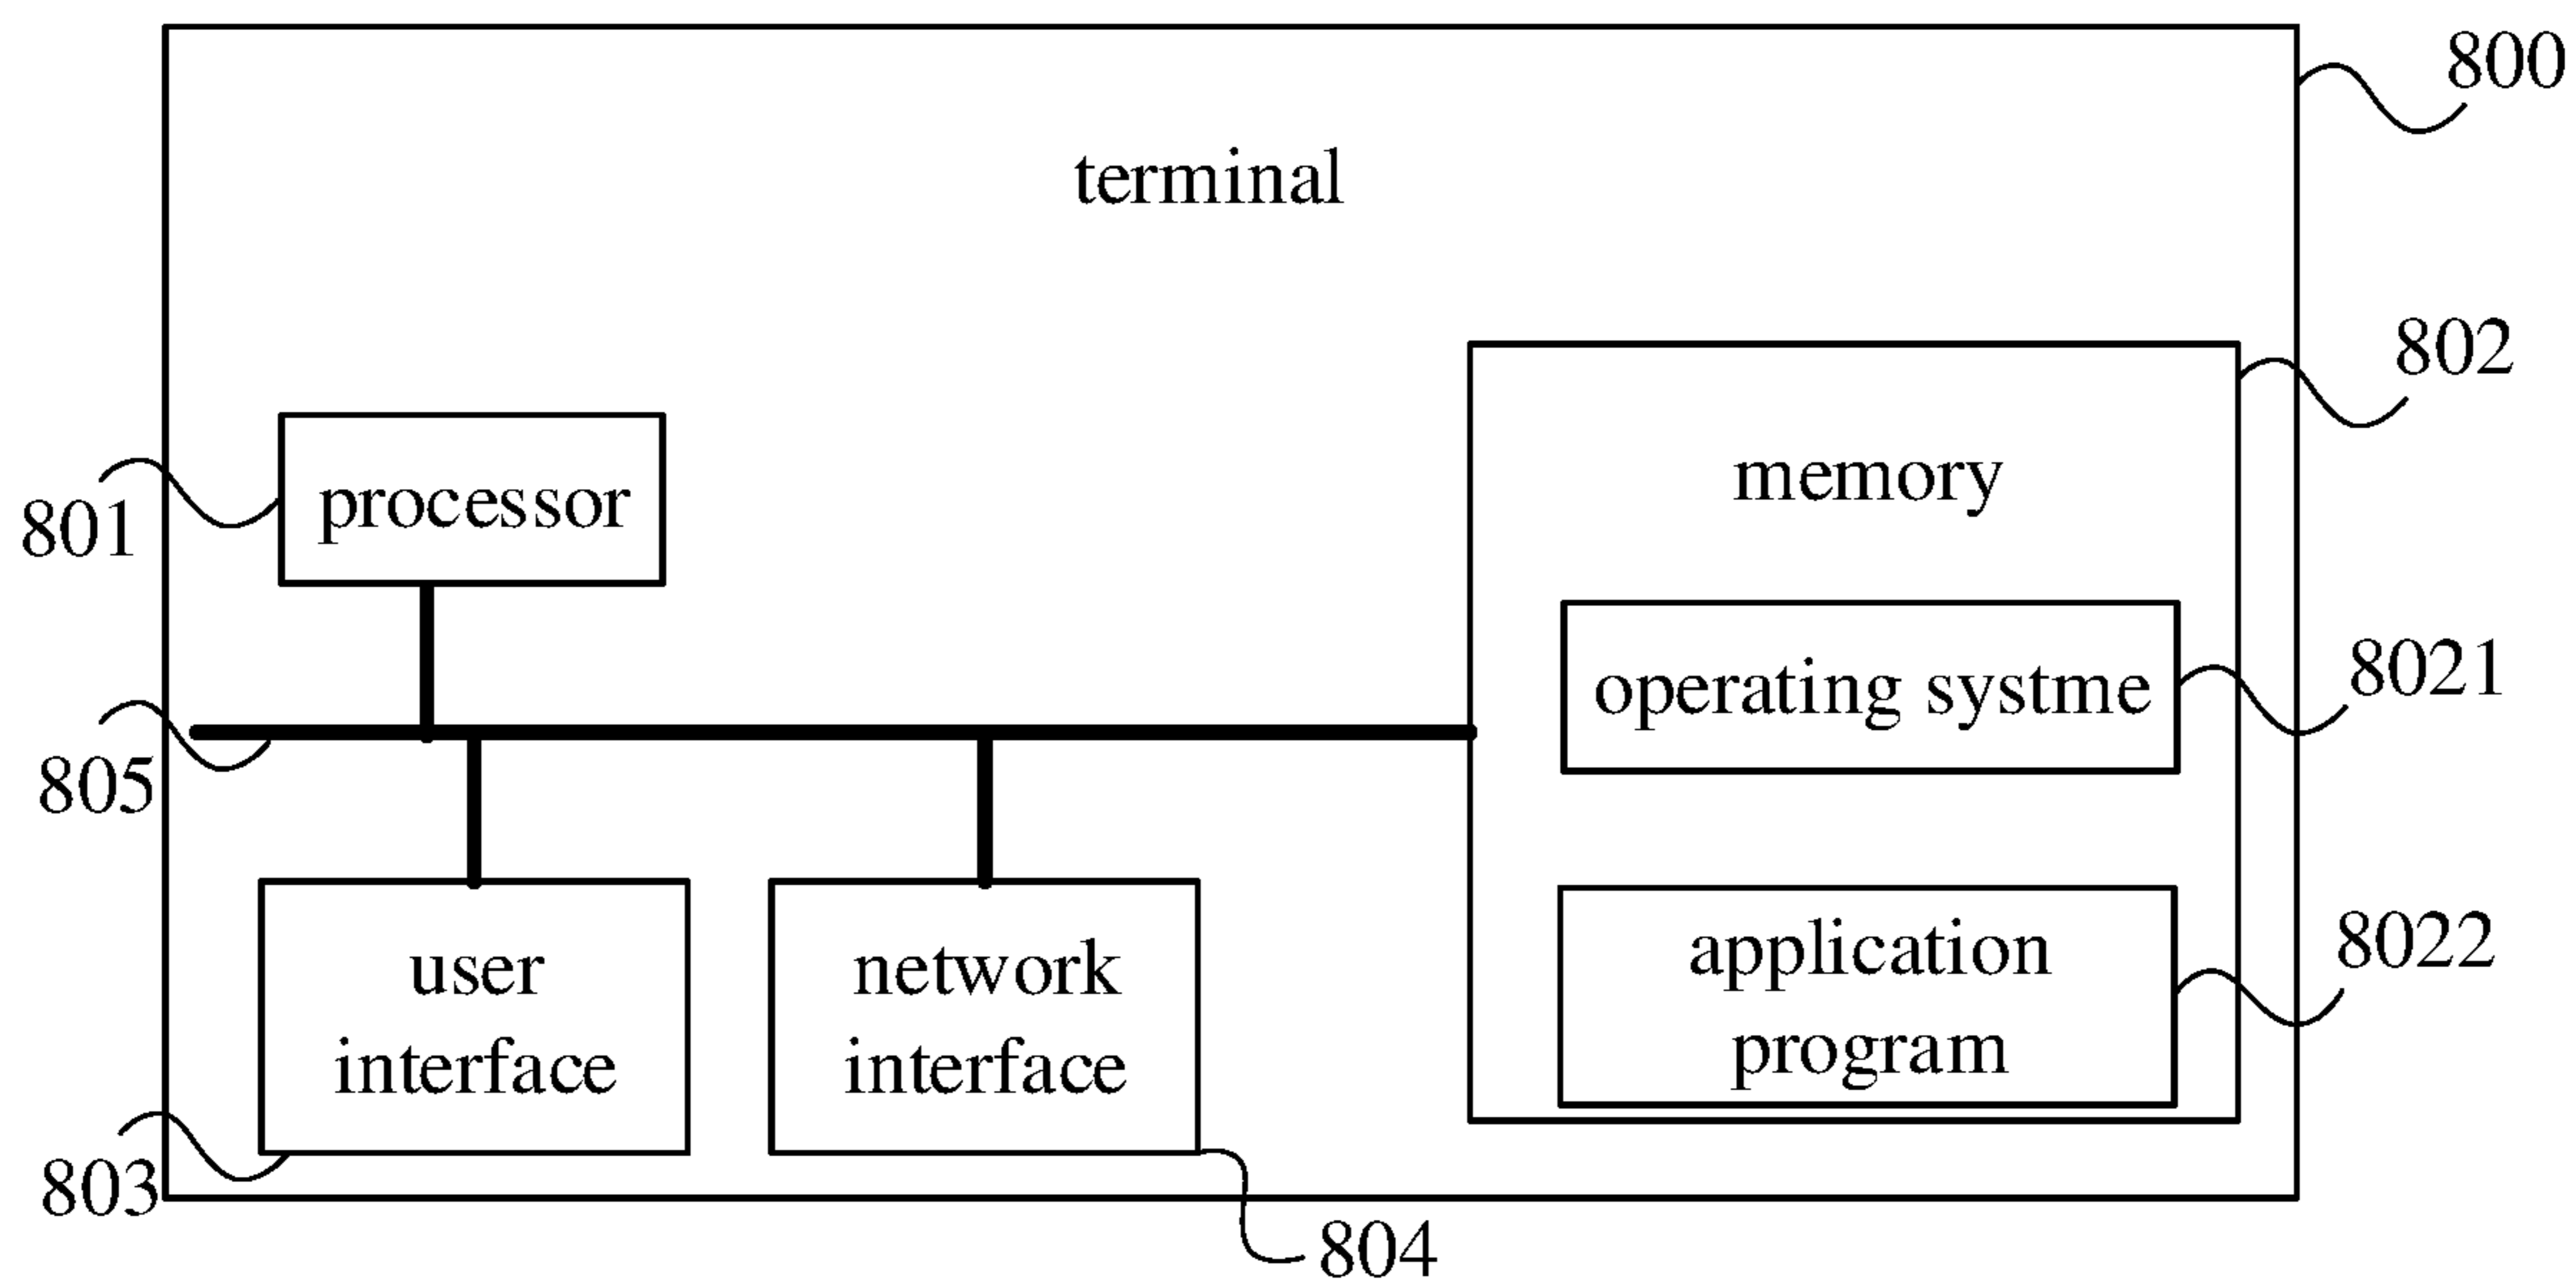 800
terminal
802
memory
801
processor
operating systme
8021
805
application
program
8022
user
interface
network
interface
803
804